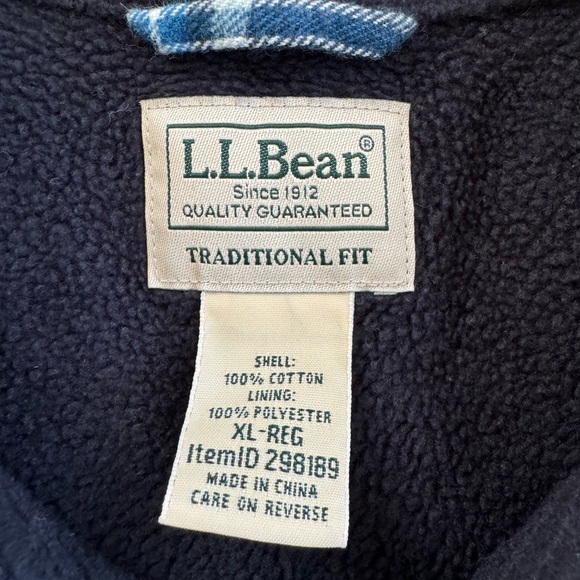 L.L.Bean®
Since 1912
QUALITY GUARANTEED
TRADITIONAL FIT
SHELL:
100% COTTON
LINING:
100% POLYESTER
XL-REG
ItemID 298189
MADE IN CHINA
CARE ON REVERSE